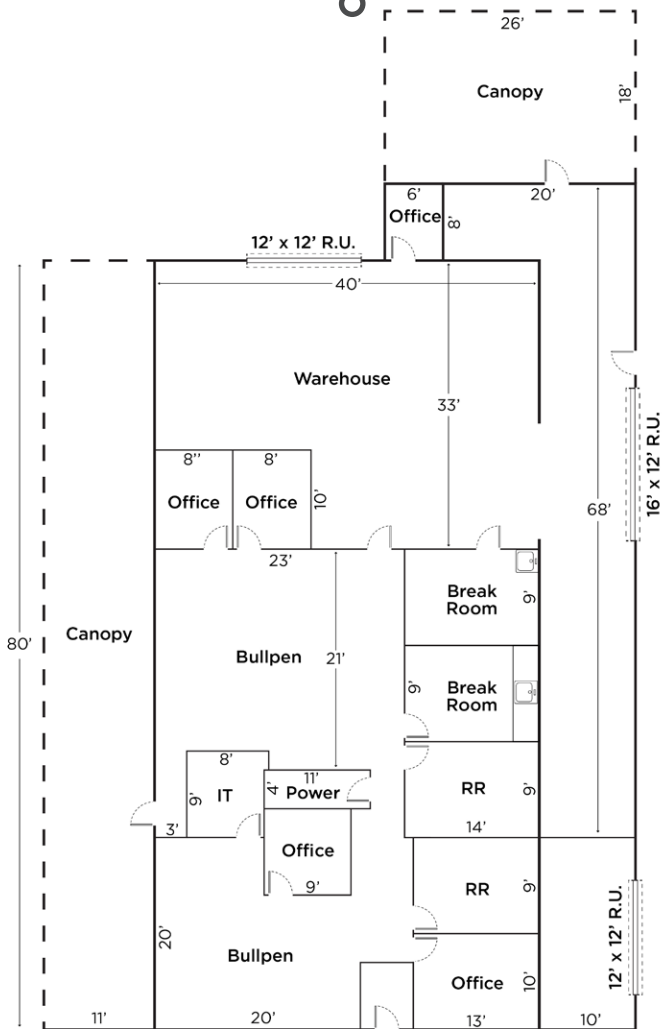 26'
Canopy
18'
6'
20'
Office
8'
12' x 12' R.U.
40'
Warehouse
33'
16' x 12' R.U.
8''
8'
Office
Office
10'
68'
23'
Break
Room
9'
80'
Canopy
Bullpen
21'
Break
Room
9'
8'
11'
IT
9'
4'
Power
RR
9'
3'
14'
Office
9'
RR
9'
12' x 12' R.U.
20'
Bullpen
Office
10'
11'
20'
13'
10'